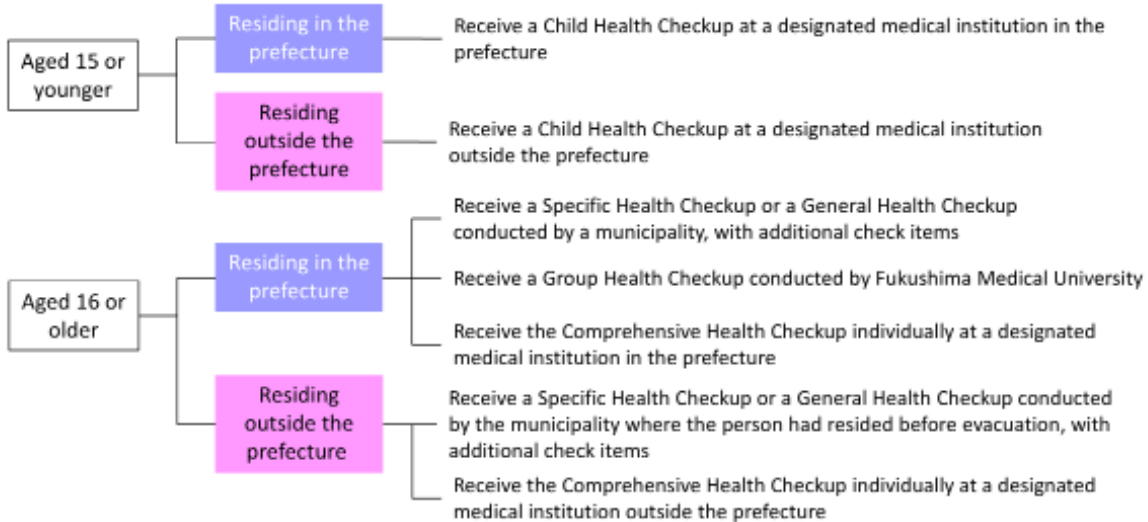 Aged 15 or
younger
Residing in the
prefecture
Receive a Child Health Checkup at a designated medical institution in the
prefecture
Residing
outside the
prefecture
Receive a Child Health Checkup at a designated medical institution
outside the prefecture
Aged 16 or
older
Residing in the
prefecture
Receive a Specific Health Checkup or a General Health Checkup
conducted by a municipality, with additional check items
Receive a Group Health Checkup conducted by Fukushima Medical University
Receive the Comprehensive Health Checkup individually at a designated
medical institution in the prefecture
Residing
outside the
prefecture
Receive a Specific Health Checkup or a General Health Checkup conducted
by the municipality where the person had resided before evacuation, with
additional check items
Receive the Comprehensive Health Checkup individually at a designated
medical institution outside the prefecture